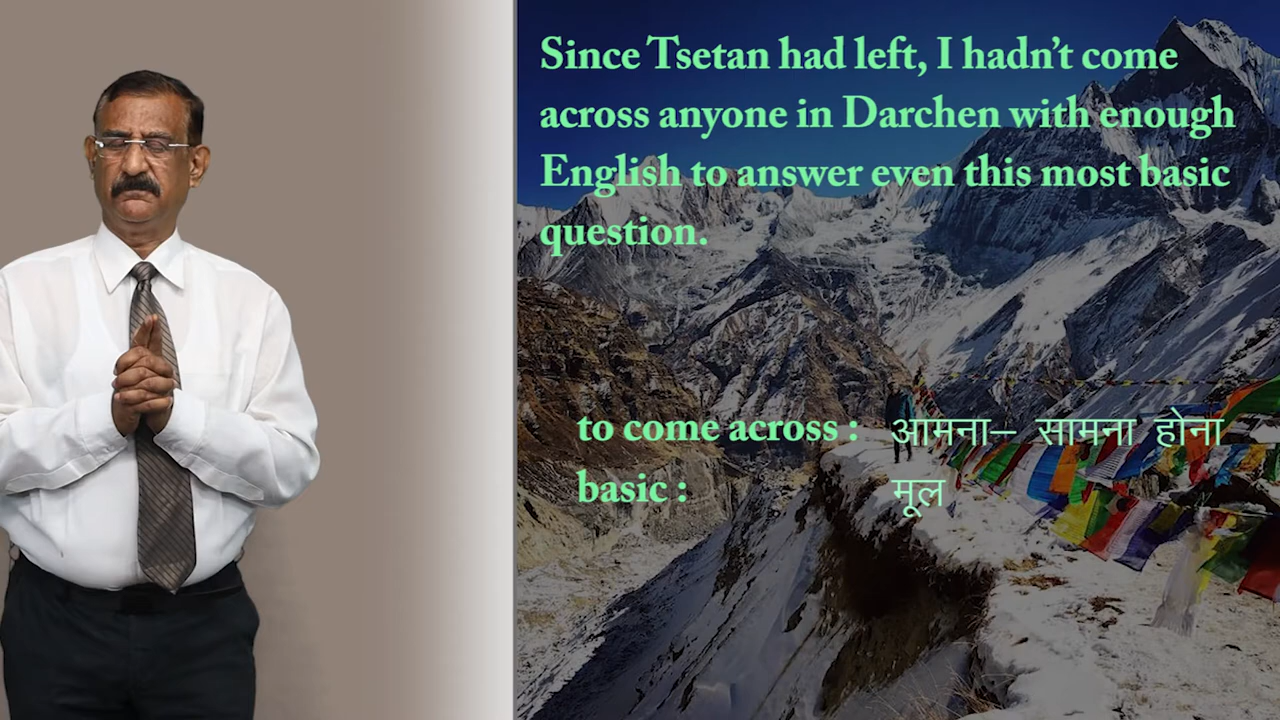 Since Tsetan had left, I hadn’t come
across anyone in Darchen with enough
English to answer even this most basic
question.
to come across : आमना– सामना होना
basic : मूल